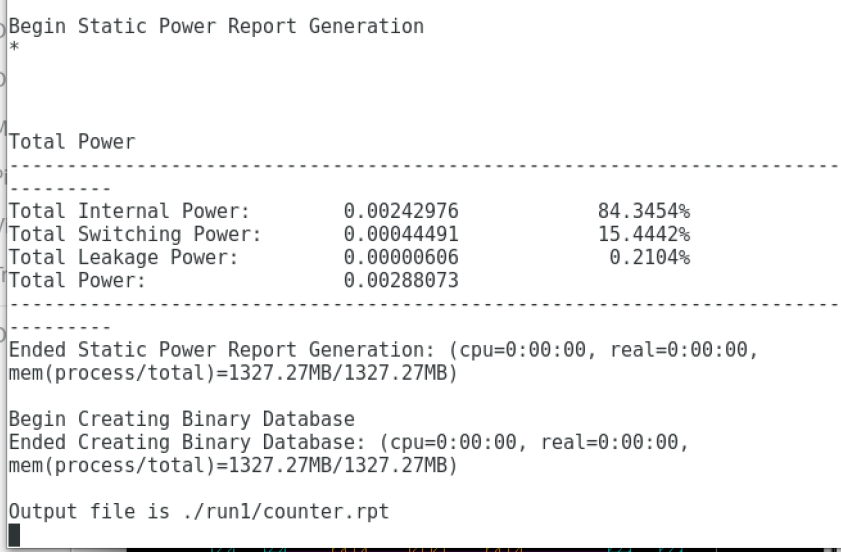 Begin Static Power Report Generation
*
Total Power
-----------------------------------------------------------------------
---------
Total Internal Power:        0.00242976            84.3454%
Total Switching Power:       0.00044491            15.4442%
Total Leakage Power:         0.00000606             0.2104%
Total Power:                 0.00288073
-----------------------------------------------------------------------
---------
Ended Static Power Report Generation: (cpu=0:00:00, real=0:00:00,
mem(process/total)=1327.27MB/1327.27MB)
Begin Creating Binary Database
Ended Creating Binary Database: (cpu=0:00:00, real=0:00:00,
mem(process/total)=1327.27MB/1327.27MB)
Output file is ./run1/counter.rpt